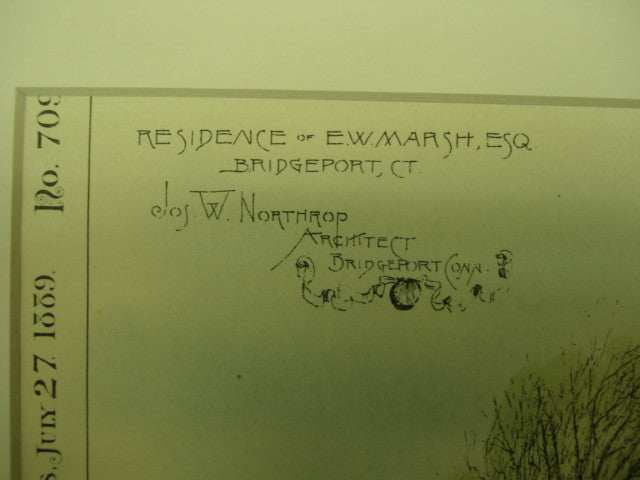 RESIDENCE OF E.W. MARSH, ESQ.
BRIDGEPORT, CT.
Jos. W. Northrop
Architect
Bridgeport Conn.
No. 709
July 27, 1889.